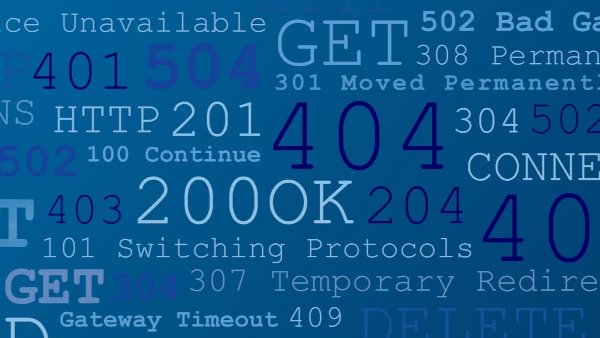 ce Unavailable
GET
502 Bad Ga
308 Perman
P
401
504
301 Moved Permanentl
NS
HTTP
201
404
304
502
502
100 Continue
CONNE
T
403
200OK
204
40
101 Switching Protocols
GET
304
307 Temporary Redire
D
Gateway Timeout
409
DELETE